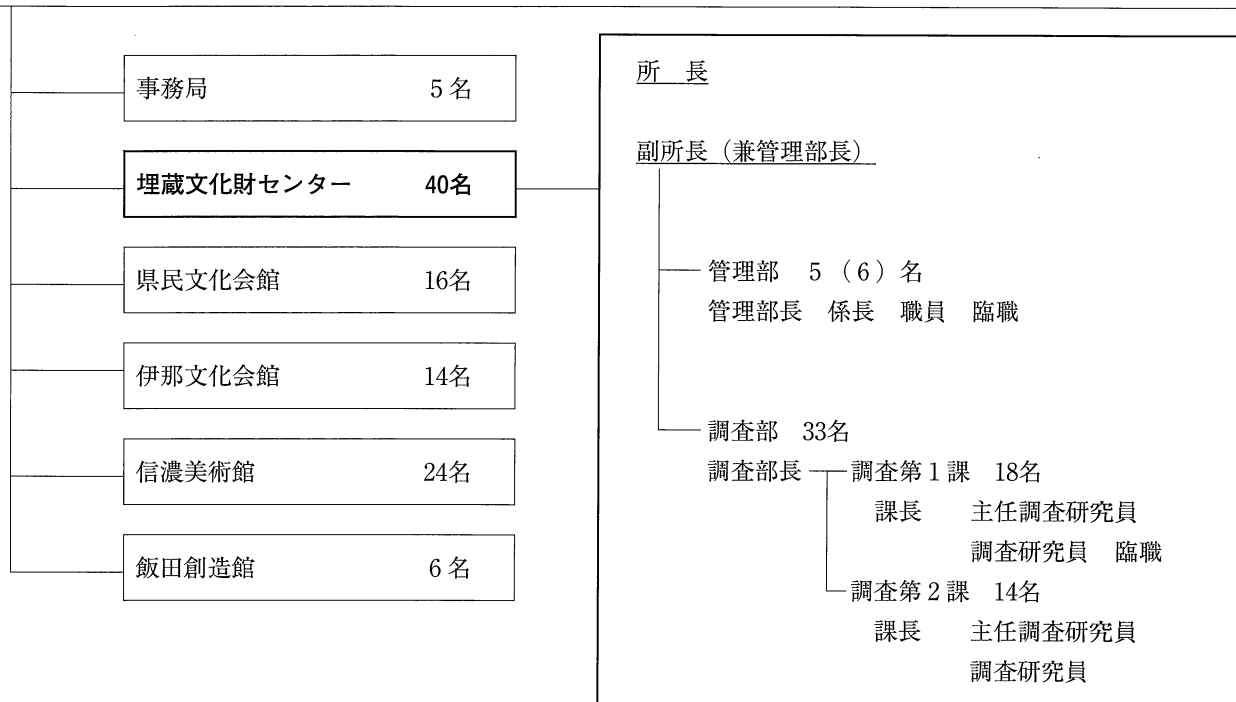 事務局 5名
埋蔵文化財センター 40名
県民文化会館 16名
伊那文化会館 14名
信濃美術館 24名
飯田創造館 6名
所 長
副所長（兼管理部長）
管理部 5（6）名
管理部長 係長 職員 臨職
調査部 33名
調査部長 調査第1課 18名
課長 主任調査研究員
調査研究員 臨職
調査第2課 14名
課長 主任調査研究員
調査研究員